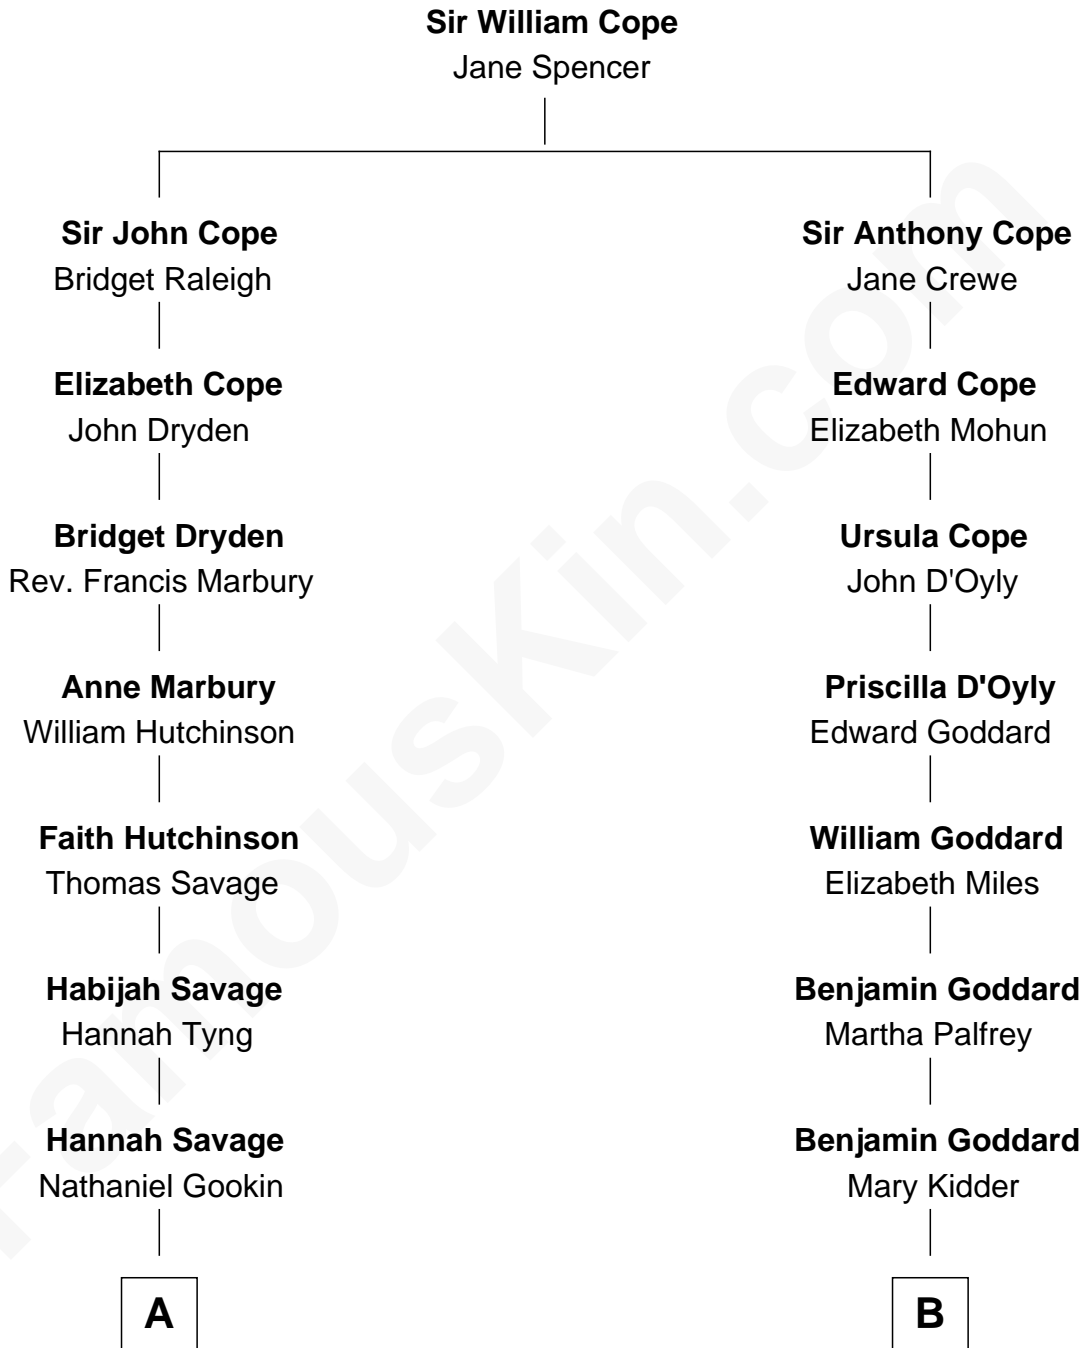 Sir William Cope
Jane Spencer
Sir John Cope
Bridget Raleigh
Sir Anthony Cope
Jane Crewe
Elizabeth Cope
John Dryden
Edward Cope
Elizabeth Mohun
Bridget Dryden
Rev. Francis Marbury
Ursula Cope
John D'Oyly
Anne Marbury
William Hutchinson
Priscilla D'Oyly
Edward Goddard
Faith Hutchinson
Thomas Savage
William Goddard
Elizabeth Miles
Habijah Savage
Hannah Tyng
Benjamin Goddard
Martha Palfrey
Hannah Savage
Nathaniel Gookin
Benjamin Goddard
Mary Kidder
A
B
FamousKin.com